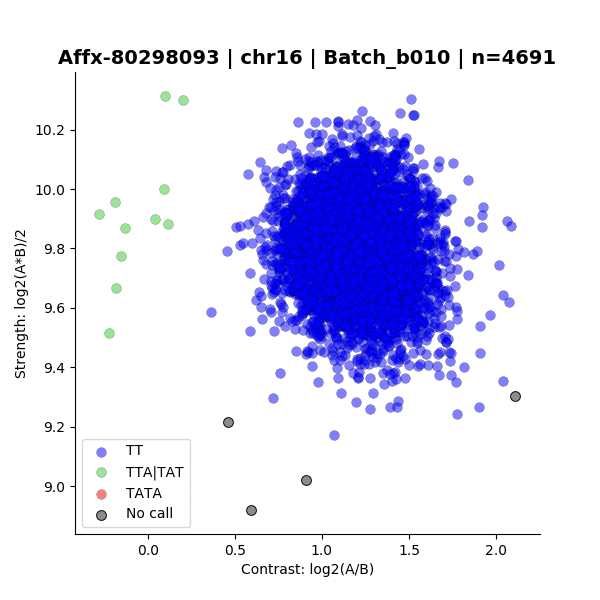 Affx-80298093 | chr16 | Batch_b010 | n=4691
Strength: log2(A*B)/2
10.2
10.0
9.8
9.6
9.4
9.2
9.0
TT
TTA|TAT
TATA
No call
0.0 0.5 1.0 1.5 2.0
Contrast: log2(A/B)